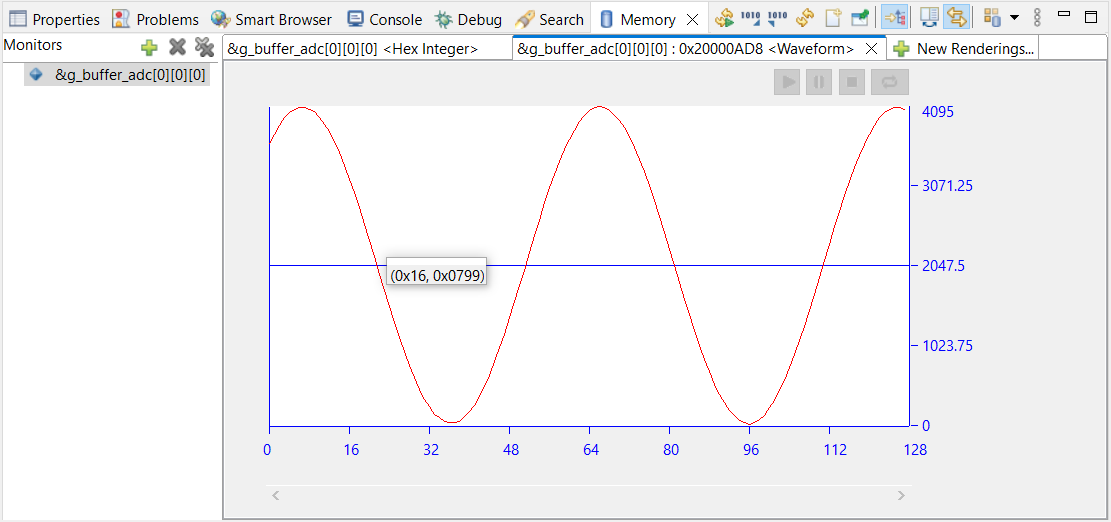 Properties Problems Smart Browser Console Debug Search Memory
Monitors
&g_buffer_adc[0][0][0]
&g_buffer_adc[0][0][0] <Hex Integer> &g_buffer_adc[0][0][0] : 0x20000AD8 <Waveform> New Renderings...
4095
3071.25
2047.5
1023.75
0
(0x16, 0x0799)
0 16 32 48 64 80 96 112 128